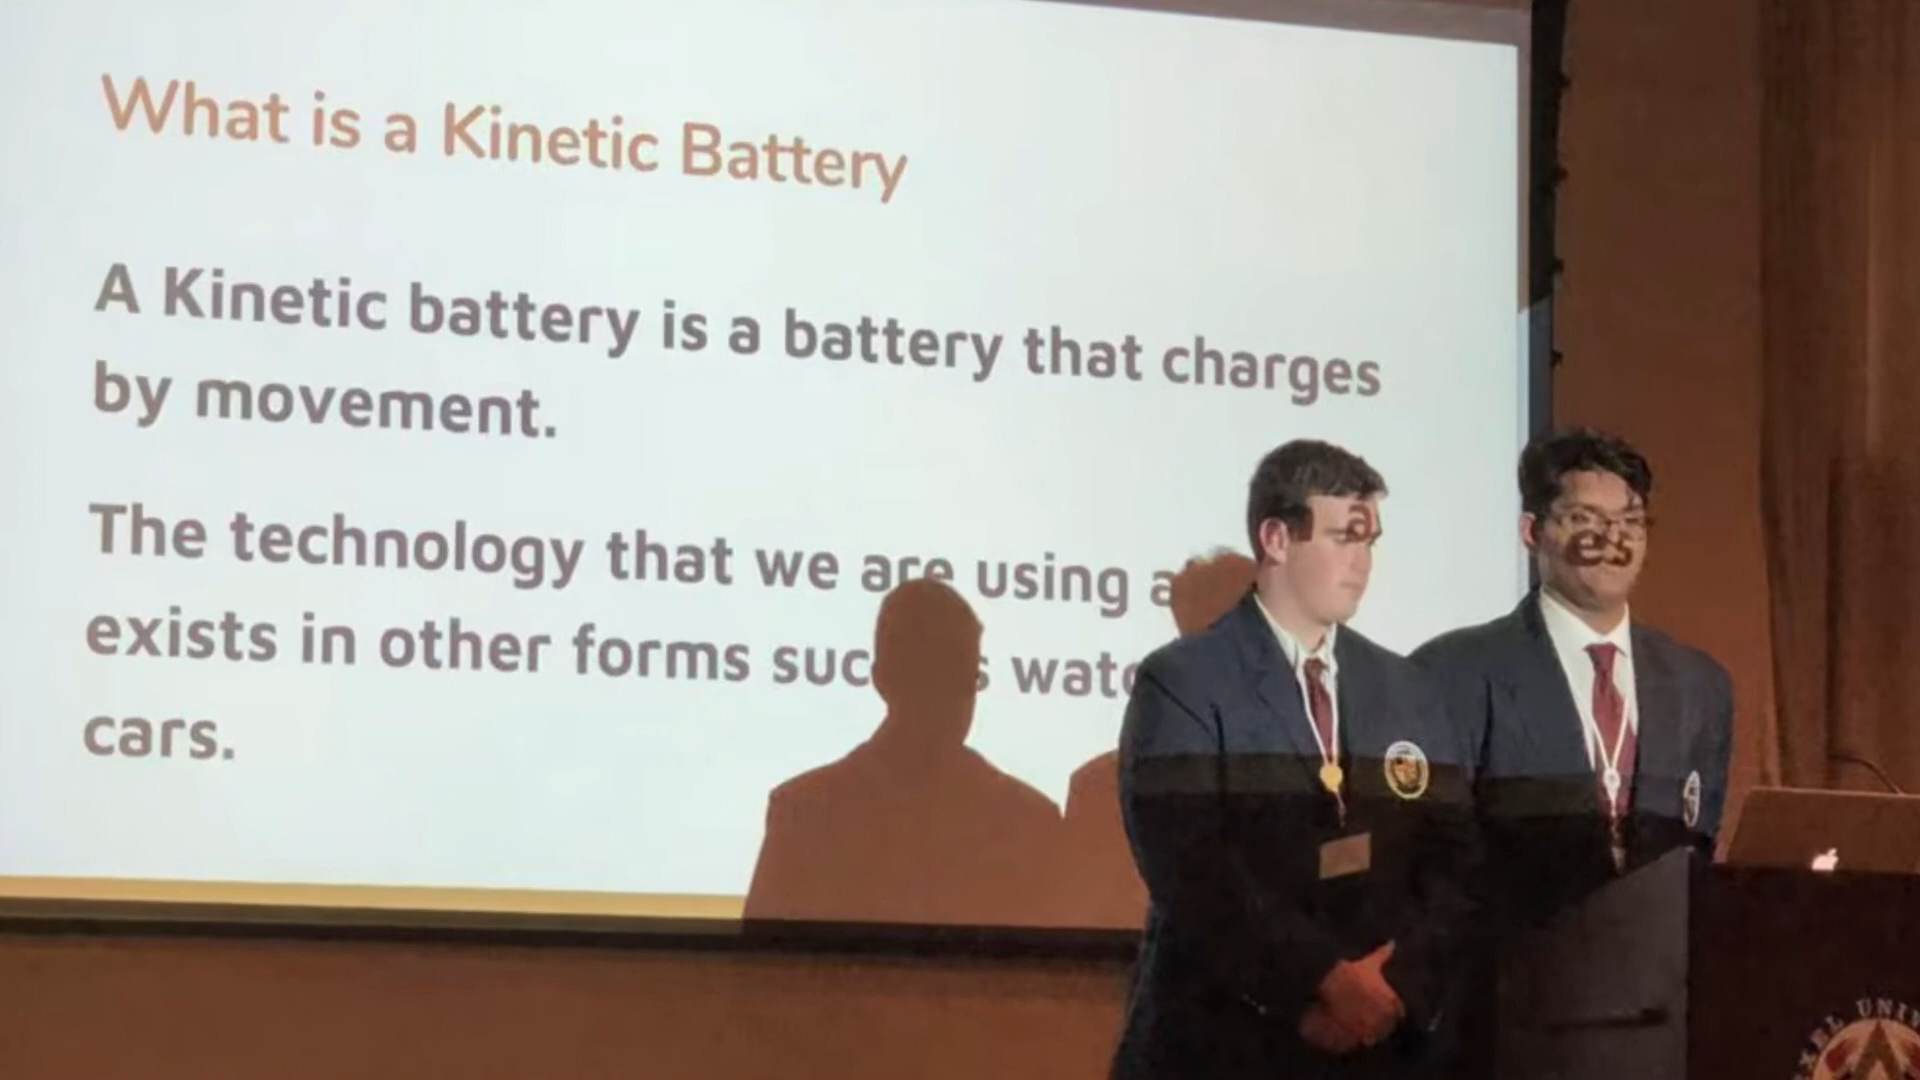 What is a Kinetic Battery
A Kinetic battery is a battery that charges
by movement.
The technology that we are using
exists in other forms
cars.